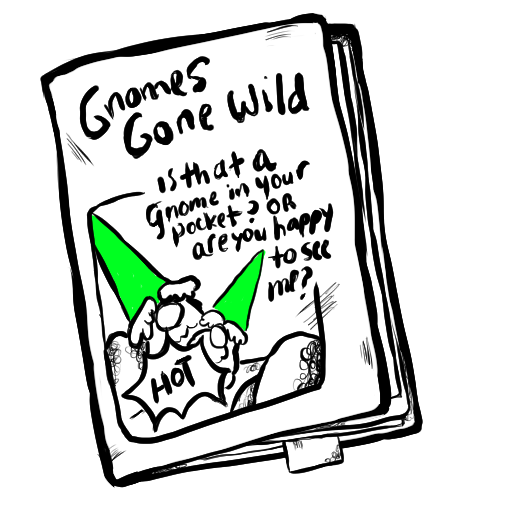 Gnomes
Gone Wild
is that a
Gnome in your
pocket? OR
are you happy
to see
me?
HOT